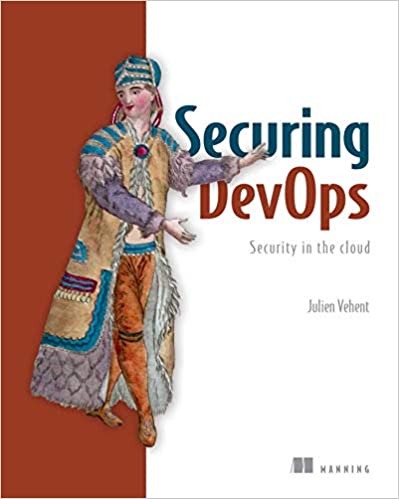 Securing
DevOps
Security in the cloud
Julien Vehent
MANNING